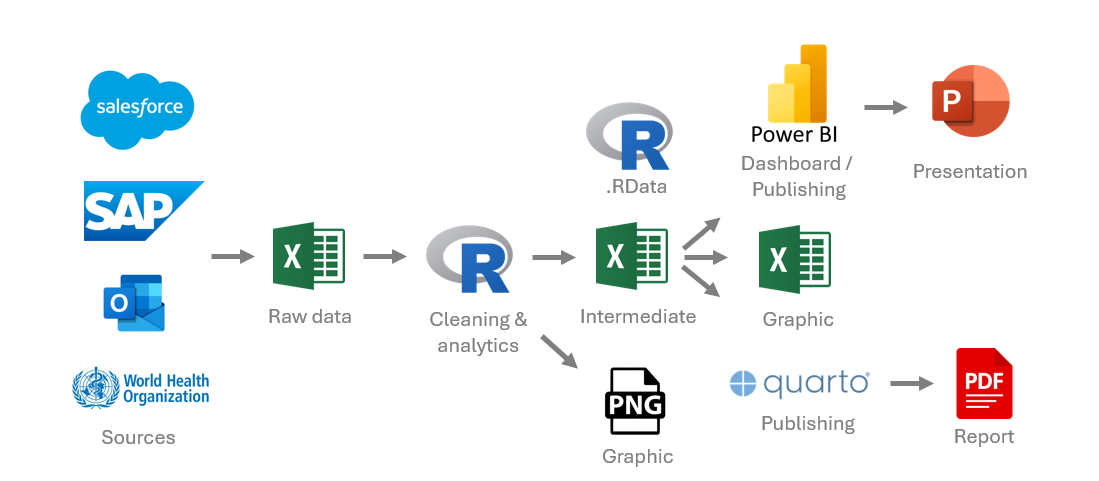 salesforce
SAP
O
World Health
Organization
Sources
X
Raw data
R
Cleaning &
analytics
R
.RData
X
Intermediate
PNG
Graphic
Power BI
Dashboard /
Publishing
P
Presentation
X
Graphic
quarto®
Publishing
PDF
Report